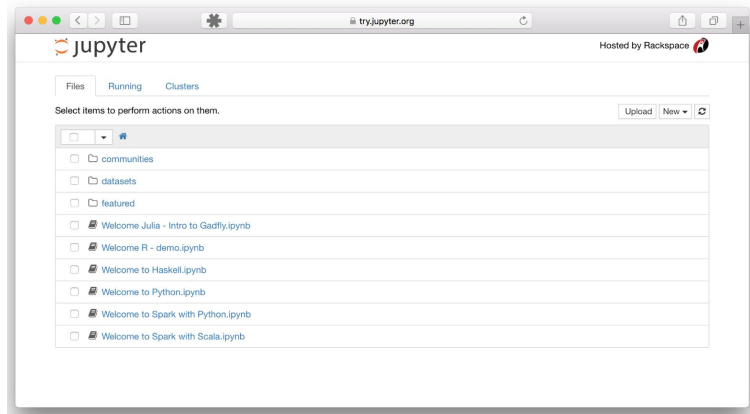 try.jupyter.org
jupyter
Hosted by Rackspace
Files Running Clusters
Select items to perform actions on them.
Upload New
communities
datasets
featured
Welcome Julia - Intro to Gadfly.ipynb
Welcome R - demo.ipynb
Welcome to Haskell.ipynb
Welcome to Python.ipynb
Welcome to Spark with Python.ipynb
Welcome to Spark with Scala.ipynb